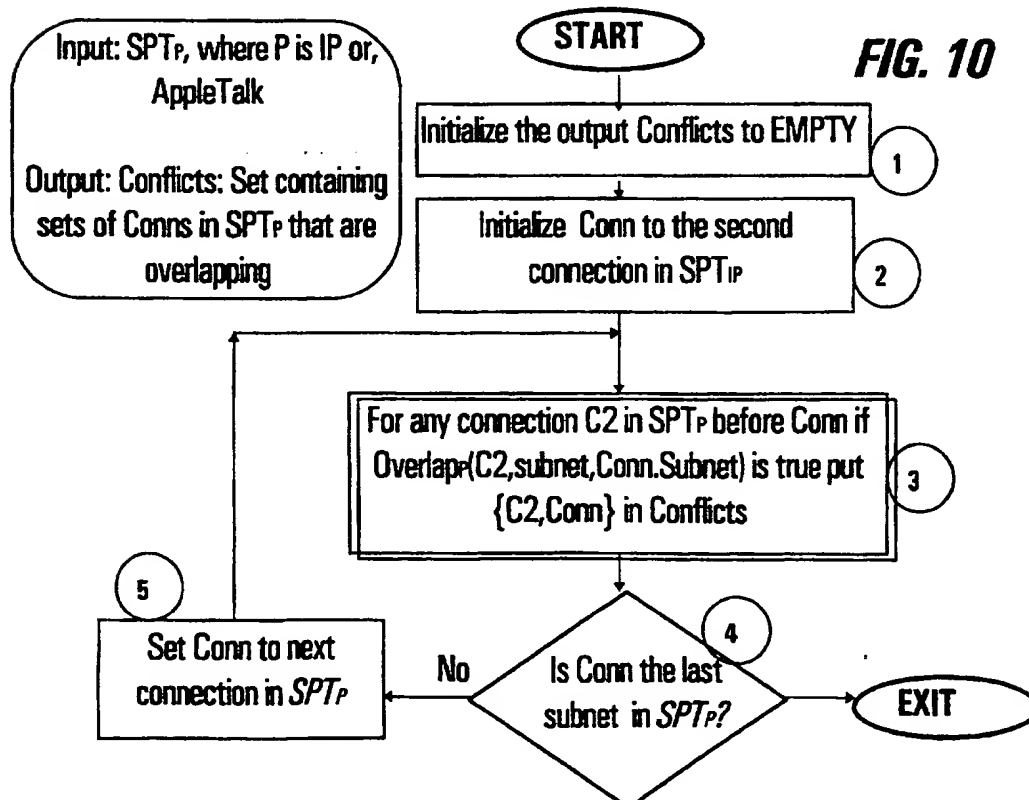 Input: SPTP, where P is IP or,
AppleTalk
Output: Conflicts: Set containing
sets of Conns in SPTP that are
overlapping
START
FIG. 10
Initialize the output Conflicts to EMPTY
1
Initialize Conn to the second
connection in SPTIP
2
For any connection C2 in SPTP before Conn if
OverlapP(C2,subnet,Conn.Subnet) is true put
{C2,Conn} in Conflicts
3
4
Is Conn the last
subnet in SPTP?
No
5
Set Conn to next
connection in SPTP
EXIT